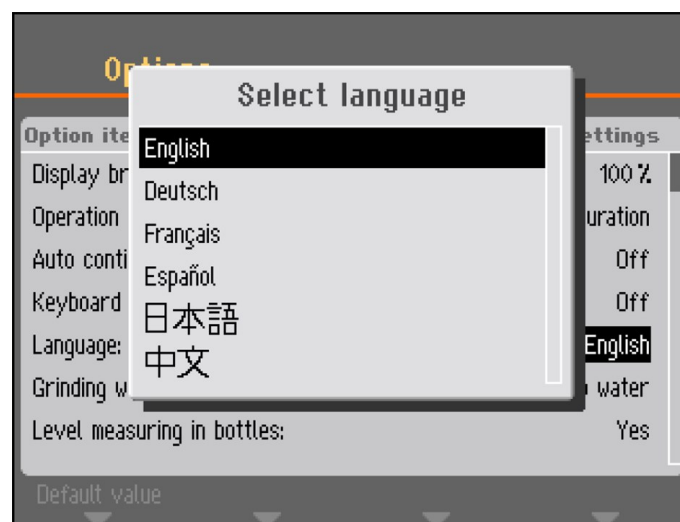 Select language
Option ite ettings
English
Display br 100 %
Deutsch
Operation uration
Français
Auto conti Off
Español
Keyboard Off
日本語
Language: English
中文
Grinding w water
Level measuring in bottles: Yes
Default value